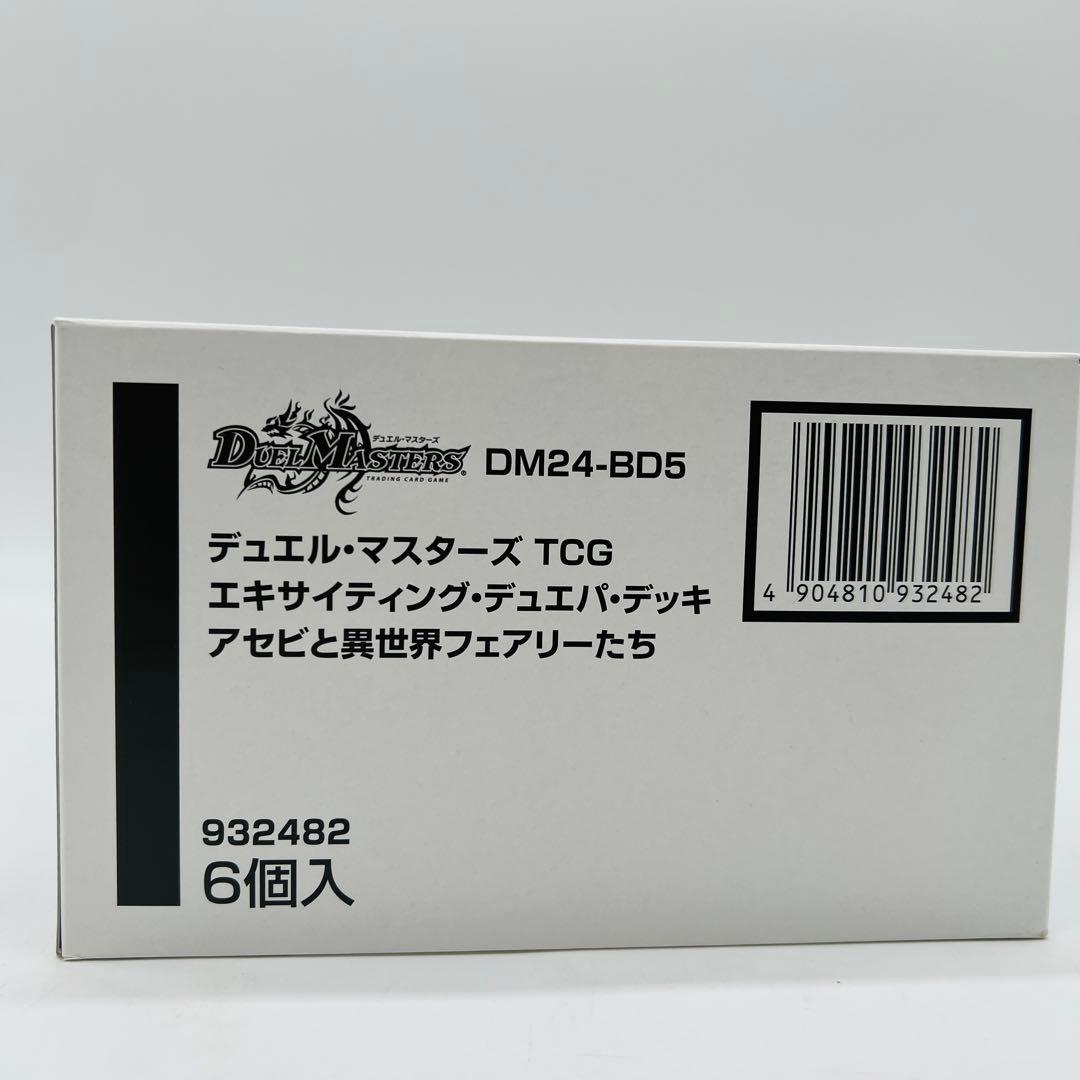 デュエル・マスターズ
DUEL MASTERS®
TRADING CARD GAME
DM24-BD5
デュエル・マスターズ TCG
エキサイティング・デュエパ・デッキ
アセビと異世界フェアリーたち
4 904810 932482
932482
6個入